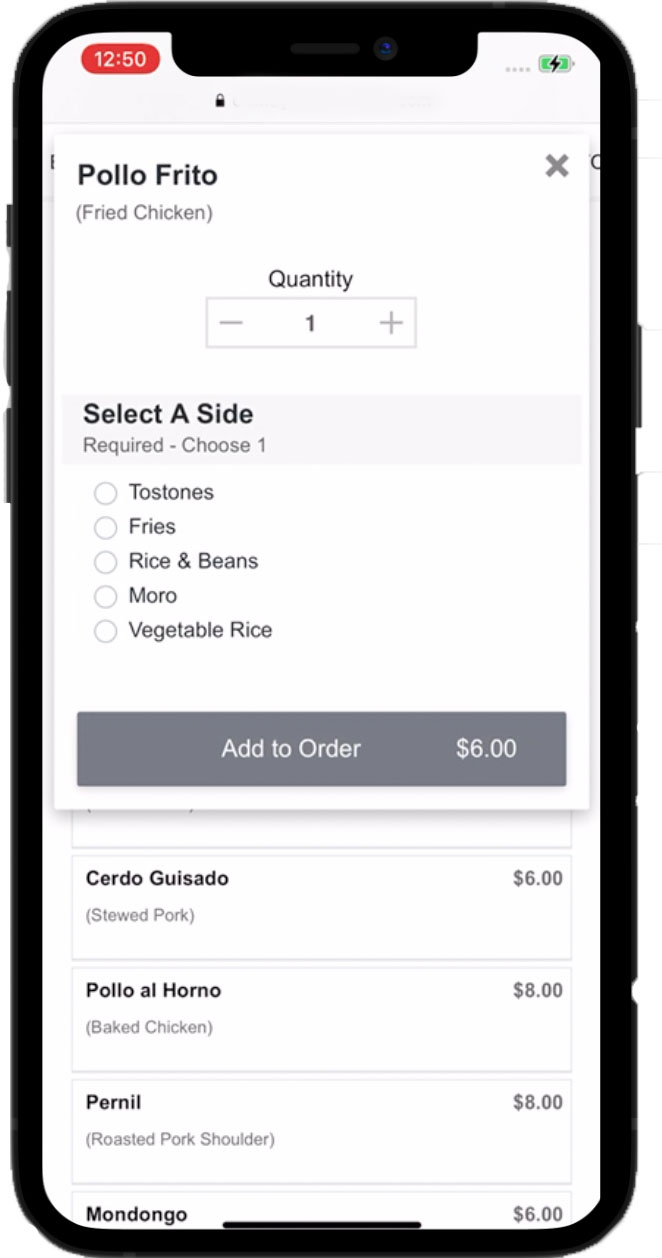 12:50
Pollo Frito
(Fried Chicken)
Quantity
1
Select A Side
Required - Choose 1
Tostones
Fries
Rice & Beans
Moro
Vegetable Rice
Add to Order $6.00
Cerdo Guisado $6.00
(Stewed Pork)
Pollo al Horno $8.00
(Baked Chicken)
Pernil $8.00
(Roasted Pork Shoulder)
Mondongo $6.00